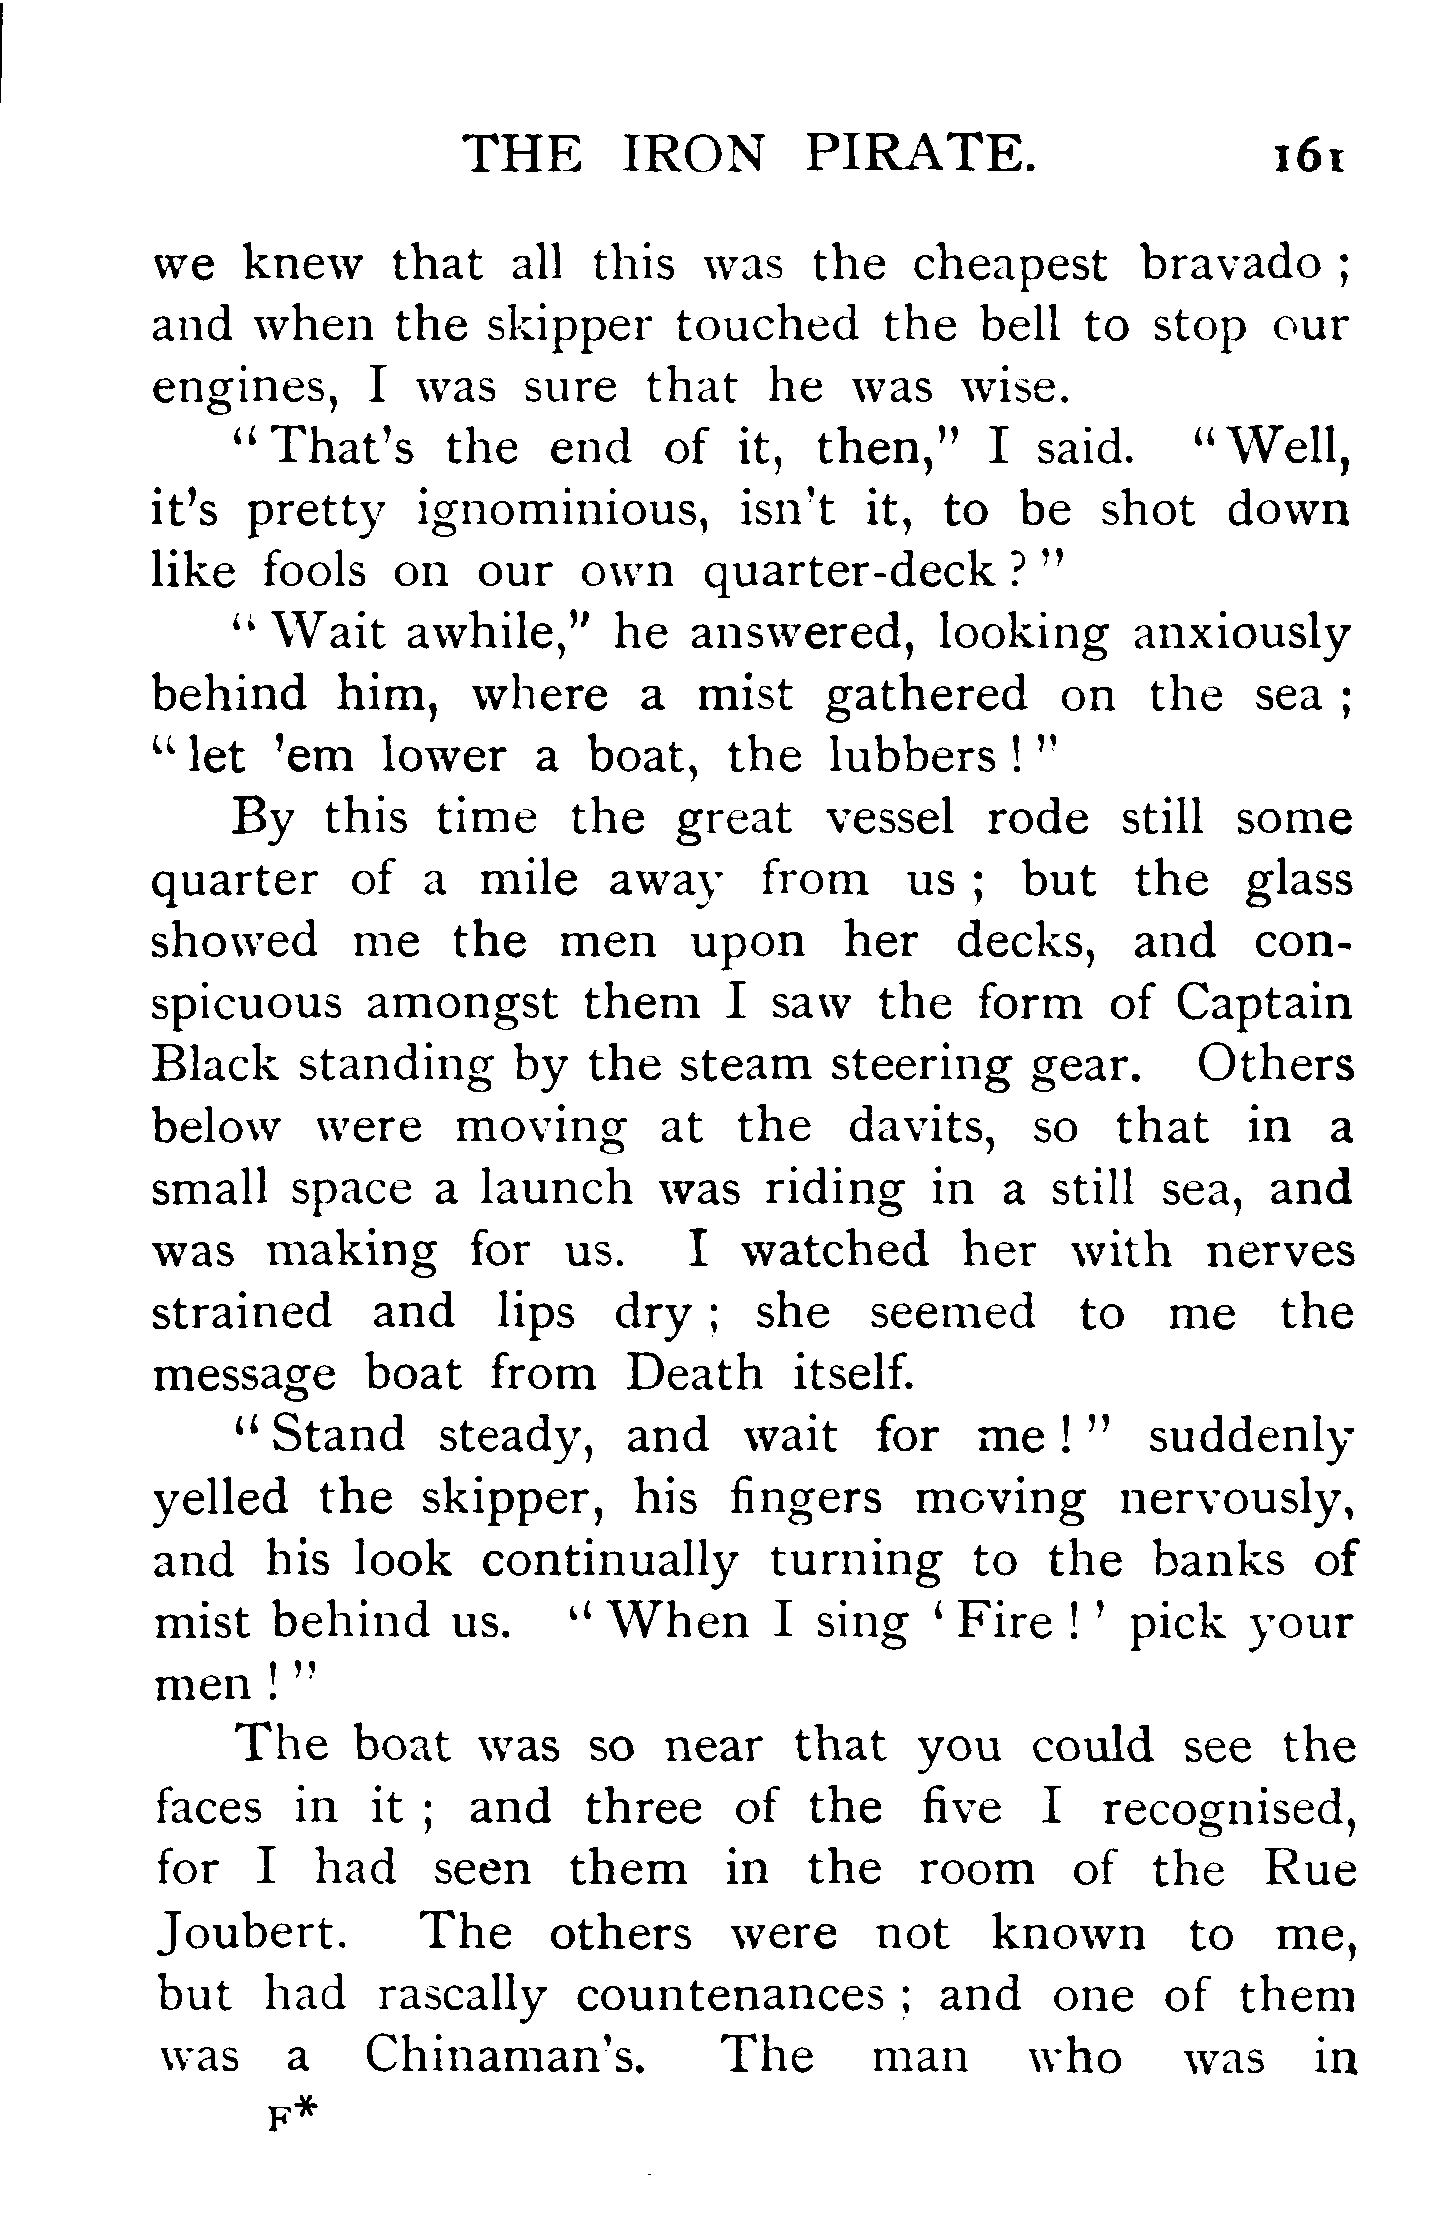 THE IRON PIRATE. 161
we knew that all this was the cheapest bravado ;
and when the skipper touched the bell to stop our
engines, I was sure that he was wise.
“ That’s the end of it, then,” I said. “ Well,
it’s pretty ignominious, isn’t it, to be shot down
like fools on our own quarter-deck ? ”
“ Wait awhile,” he answered, looking anxiously
behind him, where a mist gathered on the sea ;
“ let ’em lower a boat, the lubbers ! ”
By this time the great vessel rode still some
quarter of a mile away from us ; but the glass
showed me the men upon her decks, and con-
spicuous amongst them I saw the form of Captain
Black standing by the steam steering gear. Others
below were moving at the davits, so that in a
small space a launch was riding in a still sea, and
was making for us. I watched her with nerves
strained and lips dry ; she seemed to me the
message boat from Death itself.
“ Stand steady, and wait for me ! ” suddenly
yelled the skipper, his fingers moving nervously,
and his look continually turning to the banks of
mist behind us. “ When I sing ‘ Fire ! ’ pick your
men ! ”
The boat was so near that you could see the
faces in it ; and three of the five I recognised,
for I had seen them in the room of the Rue
Joubert. The others were not known to me,
but had rascally countenances ; and one of them
was a Chinaman’s. The man who was in
F*